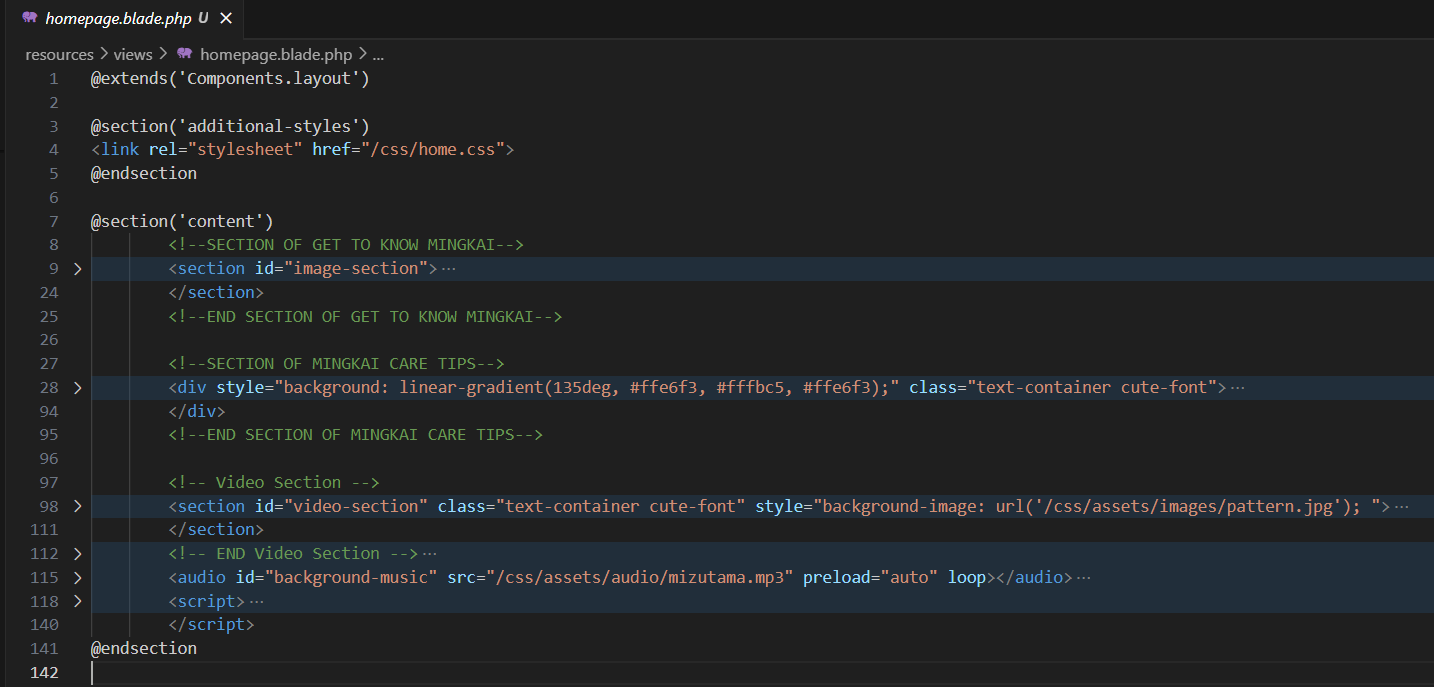 homepage.blade.php U ×
resources > views > homepage.blade.php > ...
1 @extends('Components.layout')
2
3 @section('additional-styles')
4 <link rel="stylesheet" href="/css/home.css">
5 @endsection
6
7 @section('content')
8 <!--SECTION OF GET TO KNOW MINGKAI-->
9 > <section id="image-section">···
24 </section>
25 <!--END SECTION OF GET TO KNOW MINGKAI-->
26
27 <!--SECTION OF MINGKAI CARE TIPS-->
28 > <div style="background: linear-gradient(135deg, #ffe6f3, #fffbc5, #ffe6f3);" class="text-container cute-font">···
94 </div>
95 <!--END SECTION OF MINGKAI CARE TIPS-->
96
97 <!-- Video Section -->
98 > <section id="video-section" class="text-container cute-font" style="background-image: url('/css/assets/images/pattern.jpg'); ">···
111 </section>
112 > <!-- END Video Section -->···
115 > <audio id="background-music" src="/css/assets/audio/mizutama.mp3" preload="auto" loop></audio>···
118 > <script>···
140 </script>
141 @endsection
142